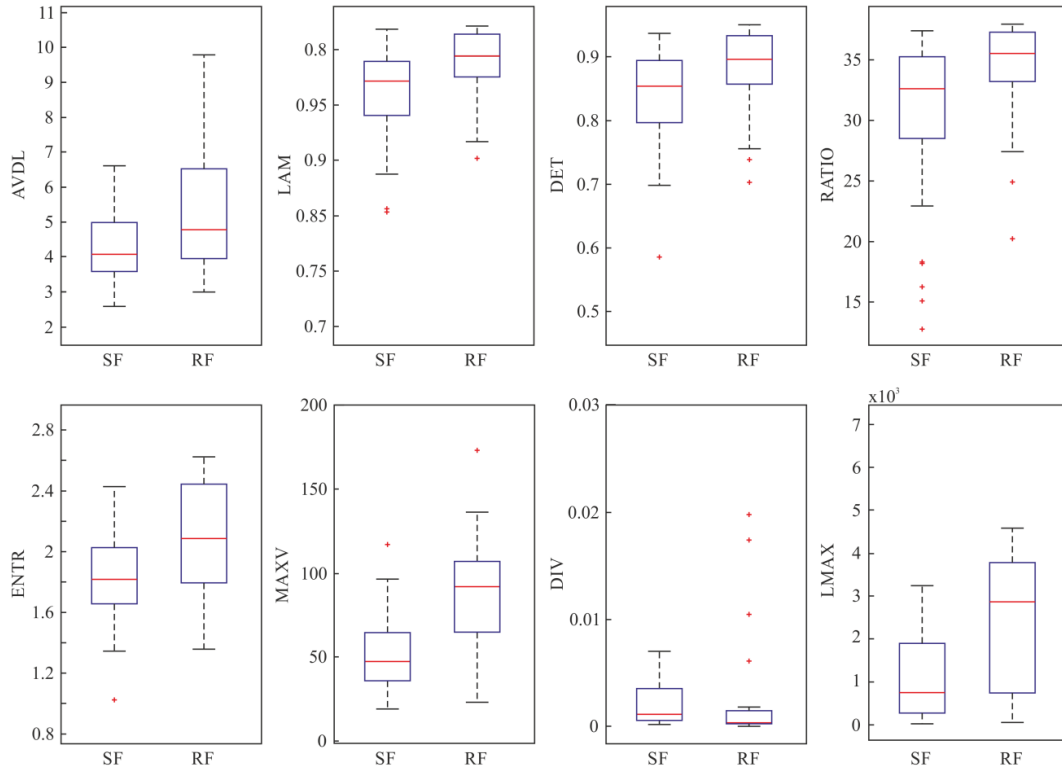 AVDL
11
10
9
8
7
6
5
4
3
2
SF RF
LAM
0.8
0.95
0.9
0.85
0.75
0.7
SF RF
DET
0.9
0.8
0.7
0.6
0.5
SF RF
RATIO
35
30
25
20
15
SF RF
ENTR
2.8
2.4
2
1.6
1.2
0.8
SF RF
MAXV
200
150
100
50
0
SF RF
DIV
0.03
0.02
0.01
0
SF RF
LMAX
x10³
7
6
5
4
3
2
1
0
SF RF